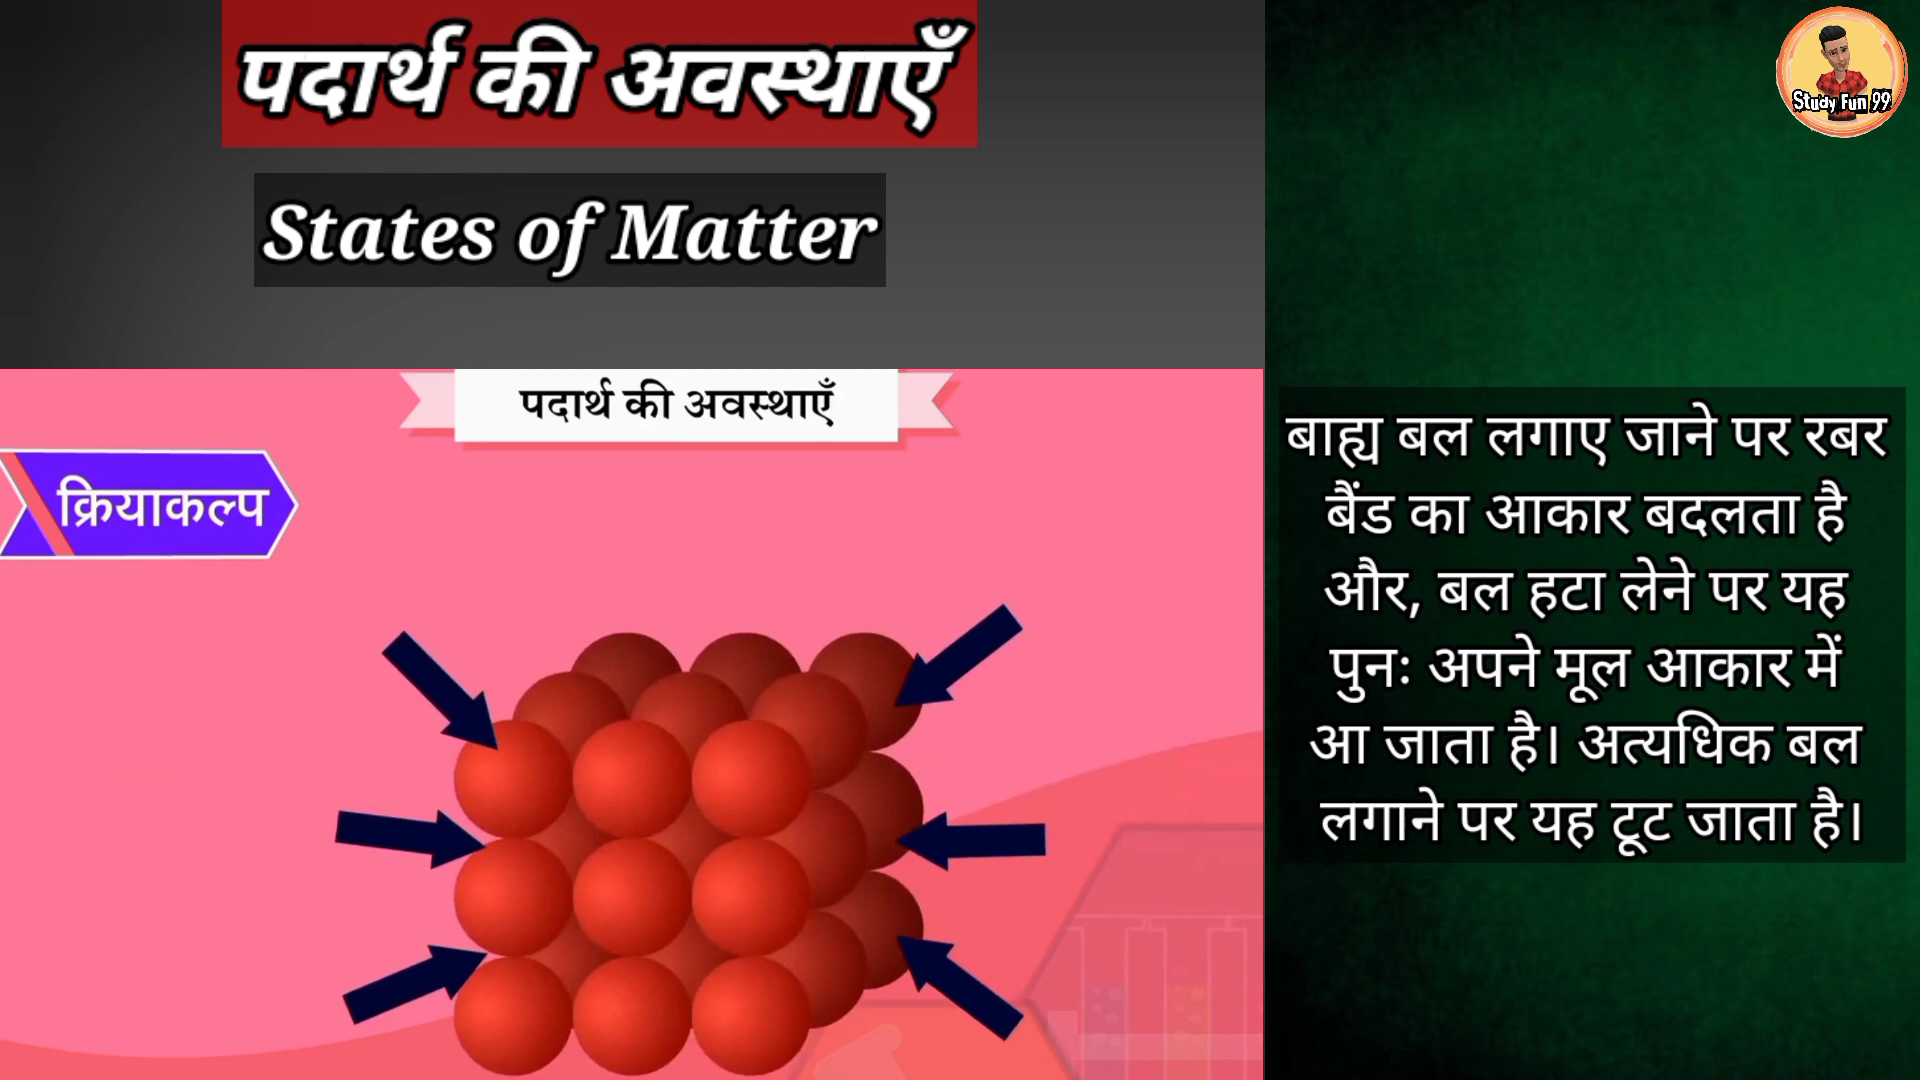 पदार्थ की अवस्थाएँ
States of Matter
पदार्थ की अवस्थाएँ
क्रियाकल्प
Study Fun 99
बाह्य बल लगाए जाने पर रबर
बैंड का आकार बदलता है
और, बल हटा लेने पर यह
पुनः अपने मूल आकार में
आ जाता है। अत्यधिक बल
लगाने पर यह टूट जाता है।